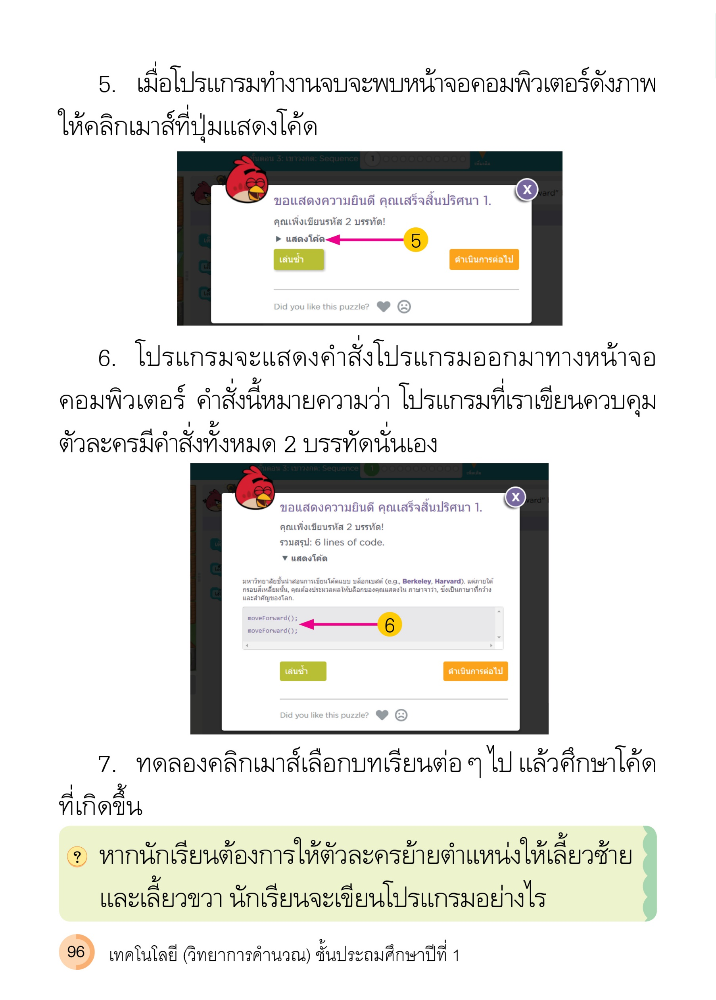 5. เมื่อโปรแกรมทำงานจบจะพบหน้าจอคอมพิวเตอร์ดังภาพ
ให้คลิกเมาส์ที่ปุ่มแสดงโค้ด
ขั้นตอน 3: เขาวงกต: Sequence 1
เพิ่มเติม
ward"
X
ขอแสดงความยินดี คุณเสร็จสิ้นปริศนา 1.
คุณเพิ่งเขียนรหัส 2 บรรทัด!
▶ แสดงโค้ด
5
เล่นซ้ำ
ดำเนินการต่อไป
Did you like this puzzle?
6. โปรแกรมจะแสดงคำสั่งโปรแกรมออกมาทางหน้าจอ
คอมพิวเตอร์ คำสั่งนี้หมายความว่า โปรแกรมที่เราเขียนควบคุม
ตัวละครมีคำสั่งทั้งหมด 2 บรรทัดนั่นเอง
ขั้นตอน 3: เขาวงกต: Sequence 1
เพิ่มเติม
ward"
X
ขอแสดงความยินดี คุณเสร็จสิ้นปริศนา 1.
คุณเพิ่งเขียนรหัส 2 บรรทัด!
รวมสรุป: 6 lines of code.
▼ แสดงโค้ด
มหาวิทยาลัยชั้นนำสอนการเขียนโค้ดแบบ บล็อกเบสต์ (e.g., Berkeley, Harvard). แต่ภายใต้
กรอบสี่เหลี่ยมนั้น, คุณต้องประมวลผลให้บล็อกของคุณแสดงใน ภาษาจาว่า, ซึ่งเป็นภาษาที่กว้าง
และสำคัญของโลก.
moveForward();
moveForward();
6
เล่นซ้ำ
ดำเนินการต่อไป
Did you like this puzzle?
7. ทดลองคลิกเมาส์เลือกบทเรียนต่อ ๆ ไป แล้วศึกษาโค้ด
ที่เกิดขึ้น
? หากนักเรียนต้องการให้ตัวละครย้ายตำแหน่งให้เลี้ยวซ้าย
และเลี้ยวขวา นักเรียนจะเขียนโปรแกรมอย่างไร
96 เทคโนโลยี (วิทยาการคำนวณ) ชั้นประถมศึกษาปีที่ 1